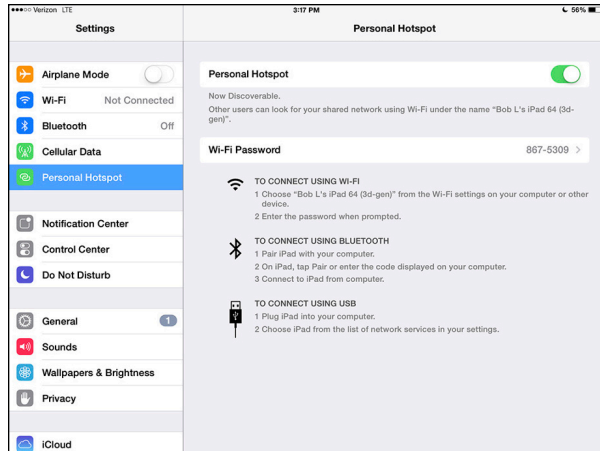 Verizon LTE 3:17 PM 56%
Settings
Personal Hotspot
Airplane Mode
Wi-Fi Not Connected
Bluetooth Off
Cellular Data
Personal Hotspot
Notification Center
Control Center
Do Not Disturb
General 1
Sounds
Wallpapers & Brightness
Privacy
iCloud
Personal Hotspot
Now Discoverable.
Other users can look for your shared network using Wi-Fi under the name “Bob L's iPad 64 (3d-
gen)”.
Wi-Fi Password 867-5309
TO CONNECT USING WI-FI
1 Choose “Bob L's iPad 64 (3d-gen)” from the Wi-Fi settings on your computer or other
device.
2 Enter the password when prompted.
TO CONNECT USING BLUETOOTH
1 Pair iPad with your computer.
2 On iPad, tap Pair or enter the code displayed on your computer.
3 Connect to iPad from computer.
TO CONNECT USING USB
1 Plug iPad into your computer.
2 Choose iPad from the list of network services in your settings.